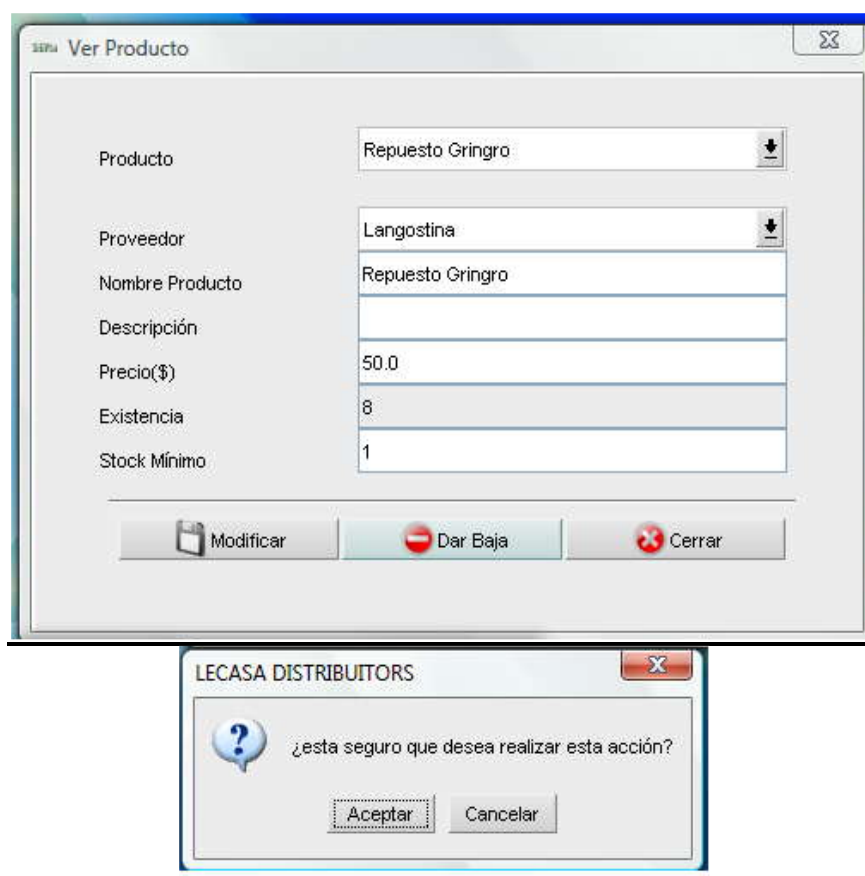 Ver Producto
Producto
Repuesto Gringro
Proveedor
Langostina
Nombre Producto
Repuesto Gringro
Descripción
Precio($)
50.0
Existencia
8
Stock Mínimo
1
Modificar
Dar Baja
Cerrar
LECASA DISTRIBUITORS
¿esta seguro que desea realizar esta acción?
Aceptar
Cancelar